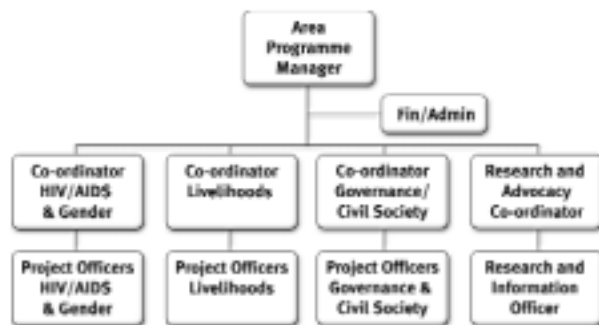 Area
Programme
Manager
Fin/Admin
Co-ordinator
HIV/AIDS
& Gender
Co-ordinator
Livelihoods
Co-ordinator
Governance/
Civil Society
Research and
Advocacy
Co-ordinator
Project Officers
HIV/AIDS
& Gender
Project Officers
Livelihoods
Project Officers
Governance &
Civil Society
Research and
Information
Officer